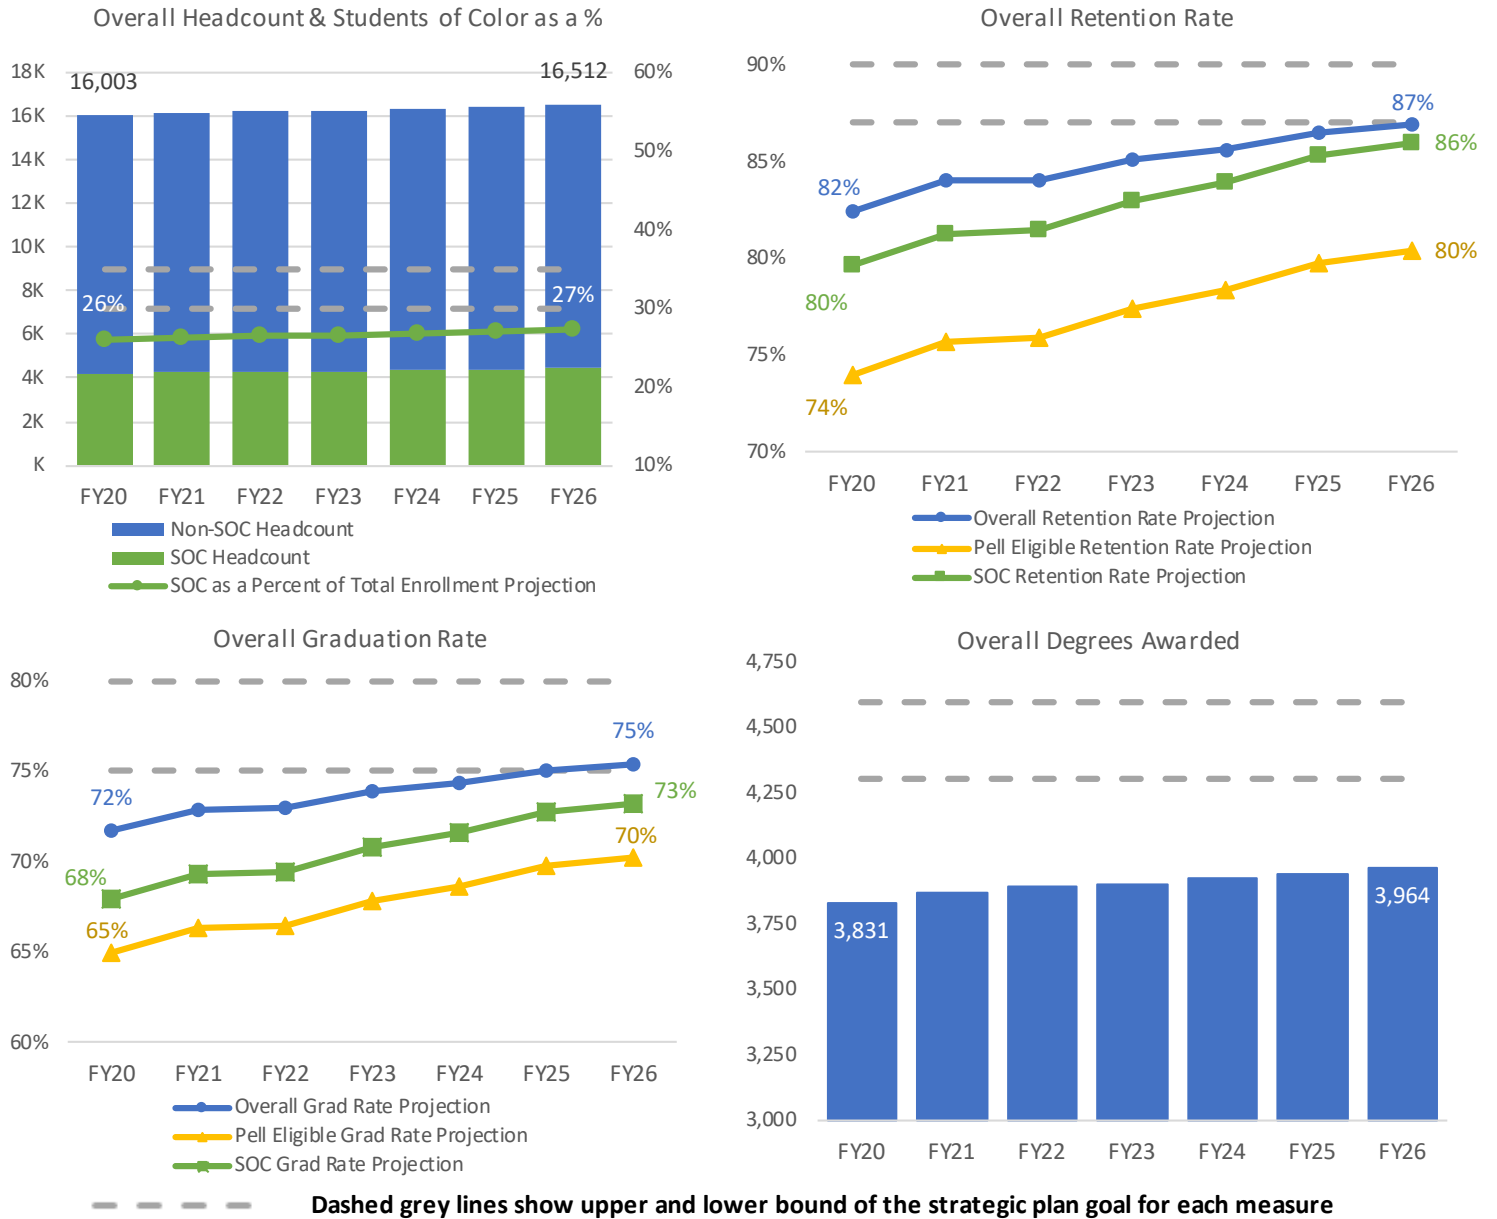 Overall Headcount & Students of Color as a %
18K
16K
14K
12K
10K
8K
6K
4K
2K
K
60%
50%
40%
30%
20%
10%
16,003
16,512
26%
27%
FY20 FY21 FY22 FY23 FY24 FY25 FY26
Non-SOC Headcount
SOC Headcount
SOC as a Percent of Total Enrollment Projection
Overall Retention Rate
90%
85%
80%
75%
70%
82%
87%
86%
80%
80%
74%
FY20 FY21 FY22 FY23 FY24 FY25 FY26
Overall Retention Rate Projection
Pell Eligible Retention Rate Projection
SOC Retention Rate Projection
Overall Graduation Rate
80%
75%
70%
65%
60%
75%
72%
73%
70%
68%
65%
FY20 FY21 FY22 FY23 FY24 FY25 FY26
Overall Grad Rate Projection
Pell Eligible Grad Rate Projection
SOC Grad Rate Projection
Overall Degrees Awarded
4,750
4,500
4,250
4,000
3,750
3,500
3,250
3,000
3,831
3,964
FY20 FY21 FY22 FY23 FY24 FY25 FY26
Dashed grey lines show upper and lower bound of the strategic plan goal for each measure